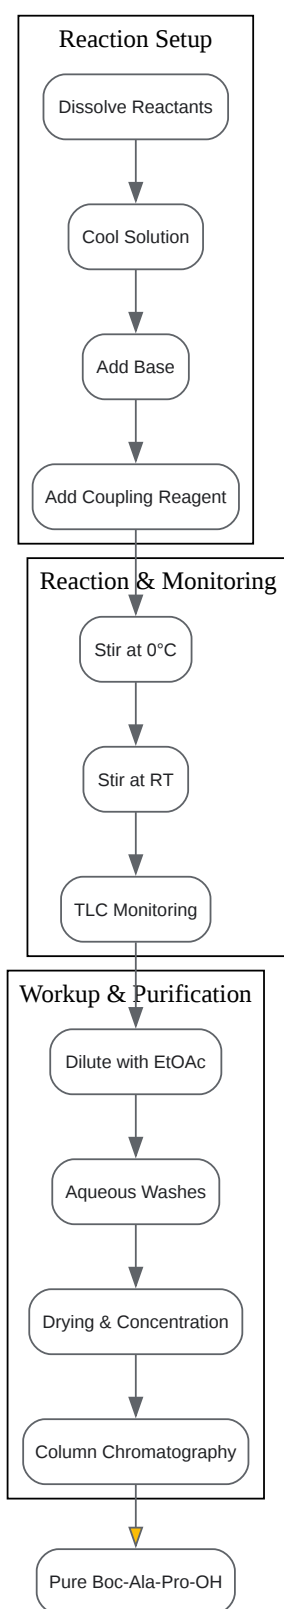 Reaction Setup
Dissolve Reactants
Cool Solution
Add Base
Add Coupling Reagent
Reaction & Monitoring
Stir at 0°C
Stir at RT
TLC Monitoring
Workup & Purification
Dilute with EtOAc
Aqueous Washes
Drying & Concentration
Column Chromatography
Pure Boc-Ala-Pro-OH